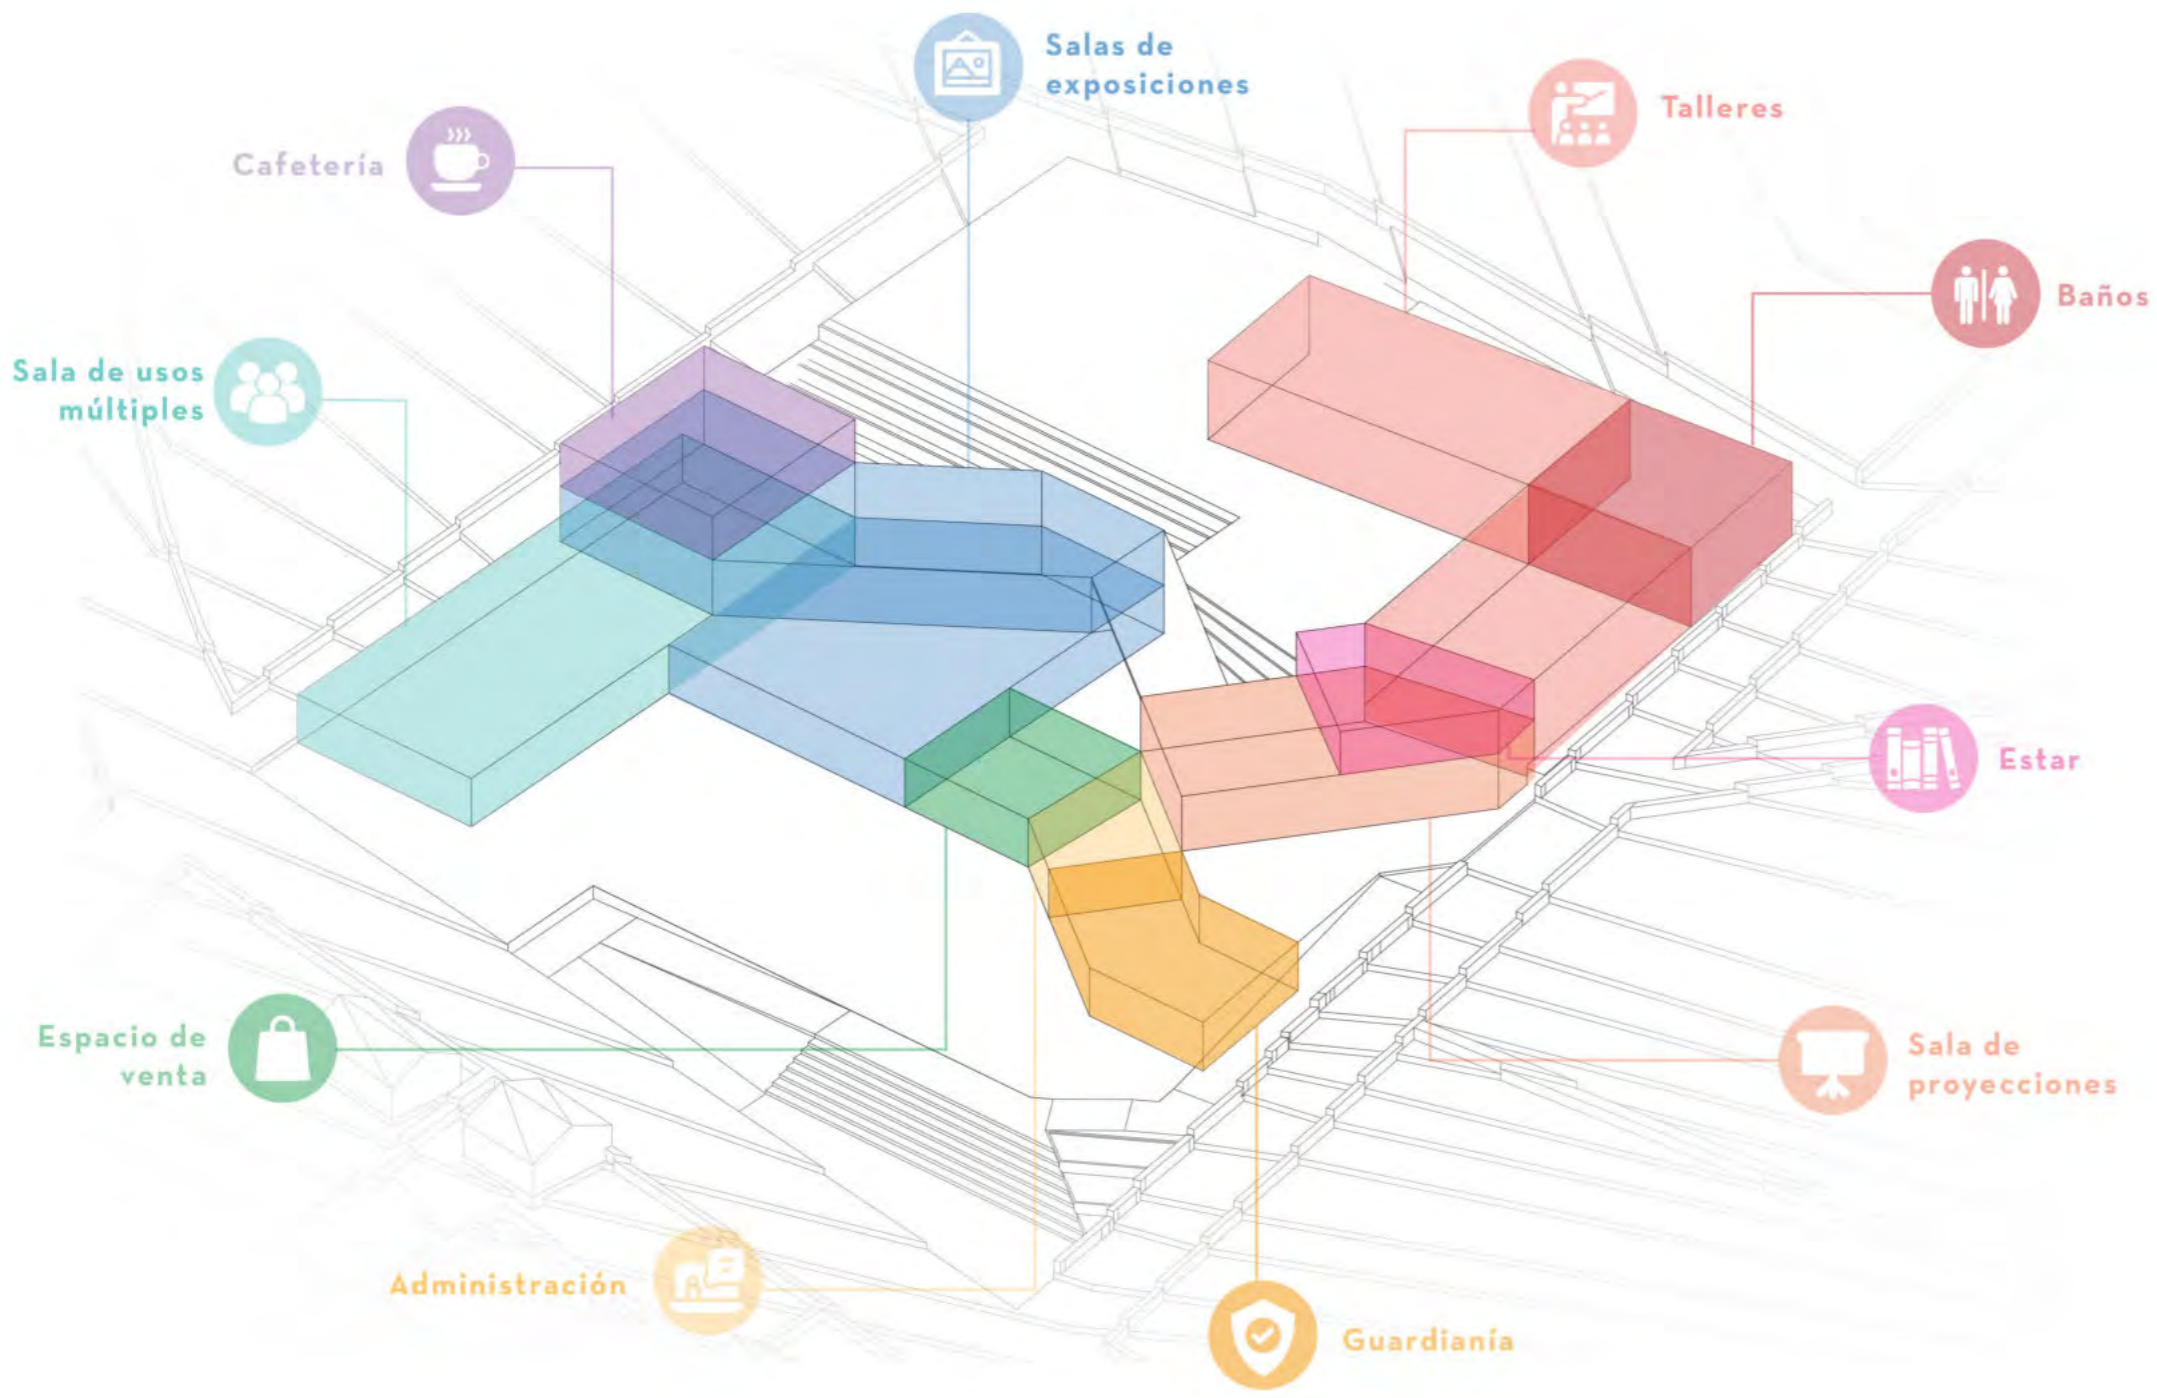 Salas de
exposiciones
Talleres
Cafetería
Baños
Sala de usos
múltiples
Estar
Espacio de
venta
Sala de
proyecciones
Administración
Guardianía